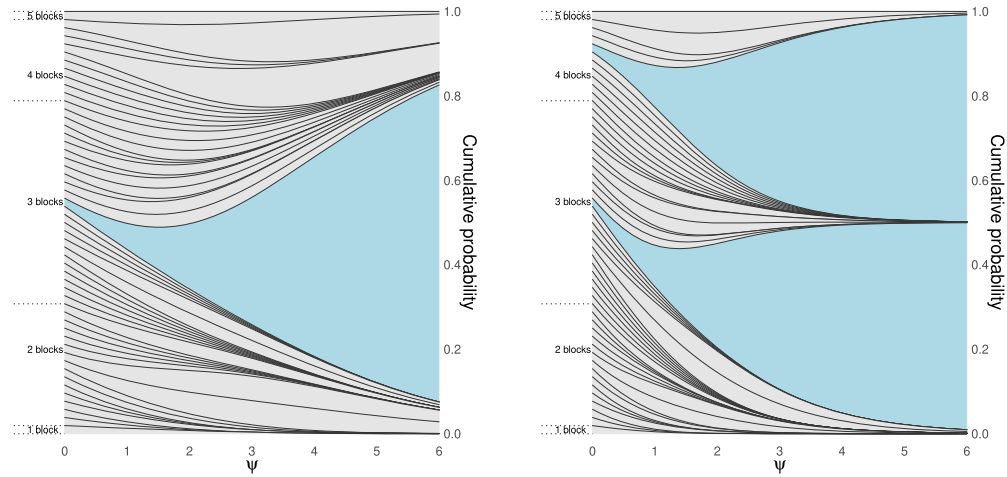 5 blocks
4 blocks
3 blocks
2 blocks
1 block
0 1 2 3 4 5 6
ψ
1.0
0.8
0.6
0.4
0.2
0.0
Cumulative probability
5 blocks
4 blocks
3 blocks
2 blocks
1 block
0 1 2 3 4 5 6
ψ
1.0
0.8
0.6
0.4
0.2
0.0
Cumulative probability